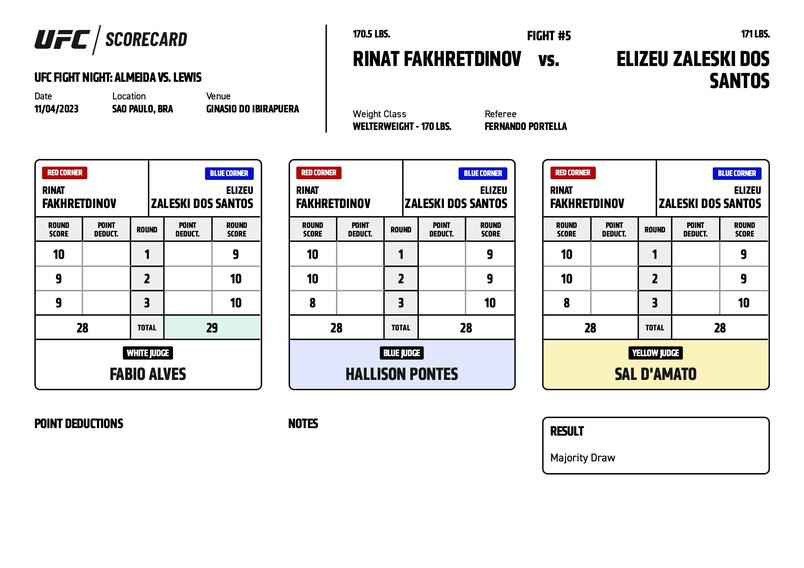 UFC SCORECARD
UFC FIGHT NIGHT: ALMEIDA VS. LEWIS
Date Location Venue
11/04/2023 SAO PAULO, BRA GINASIO DO IBIRAPUERA
170.5 LBS. FIGHT #5 171 LBS.
RINAT FAKHRETDINOV vs. ELIZEU ZALESKI DOS
SANTOS
Weight Class Referee
WELTERWEIGHT - 170 LBS. FERNANDO PORTELLA
RED CORNER BLUE CORNER
RINAT ELIZEU
FAKHRETDINOV ZALESKI DOS SANTOS
ROUND POINT ROUND POINT ROUND
SCORE DEDUCT. DEDUCT. SCORE
10 1 9
9 2 10
9 3 10
28 TOTAL 29
WHITE JUDGE
FABIO ALVES
RED CORNER BLUE CORNER
RINAT ELIZEU
FAKHRETDINOV ZALESKI DOS SANTOS
ROUND POINT ROUND POINT ROUND
SCORE DEDUCT. DEDUCT. SCORE
10 1 9
10 2 9
8 3 10
28 TOTAL 28
BLUE JUDGE
HALLISON PONTES
RED CORNER BLUE CORNER
RINAT ELIZEU
FAKHRETDINOV ZALESKI DOS SANTOS
ROUND POINT ROUND POINT ROUND
SCORE DEDUCT. DEDUCT. SCORE
10 1 9
10 2 9
8 3 10
28 TOTAL 28
YELLOW JUDGE
SAL D'AMATO
POINT DEDUCTIONS
NOTES
RESULT
Majority Draw